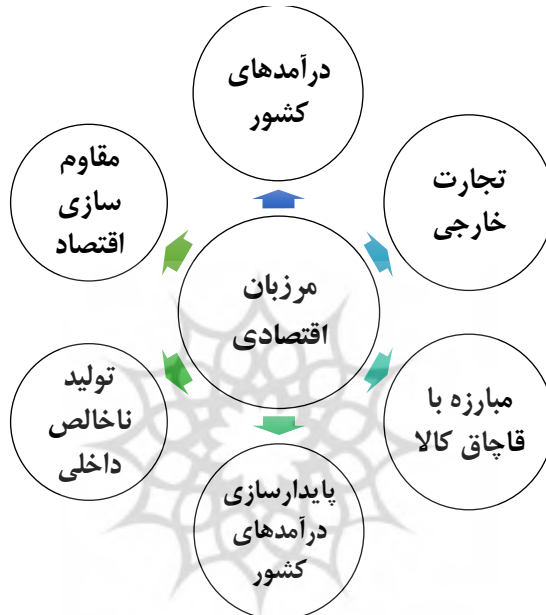 درآمدهای
کشور
تجارت
خارجی
مبارزه با
قاچاق کالا
پایدارسازی
درآمدهای
کشور
تولید
ناخالص
داخلی
مقاوم
سازی
اقتصاد
مرزبان
اقتصادی